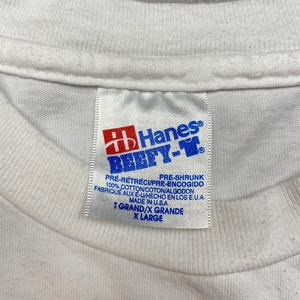 H Hanes®
BEEFY-T®
PRE-SHRUNK
PRÉ-RÉTRÉCI/PRE-ENCOGIDO
100% COTTON/COTON/ALGODON
FABRIQUÉ AUX É-U/HECHO EN LOS E.U.A
MADE IN U.S.A.
T GRAND/X GRANDE
X LARGE